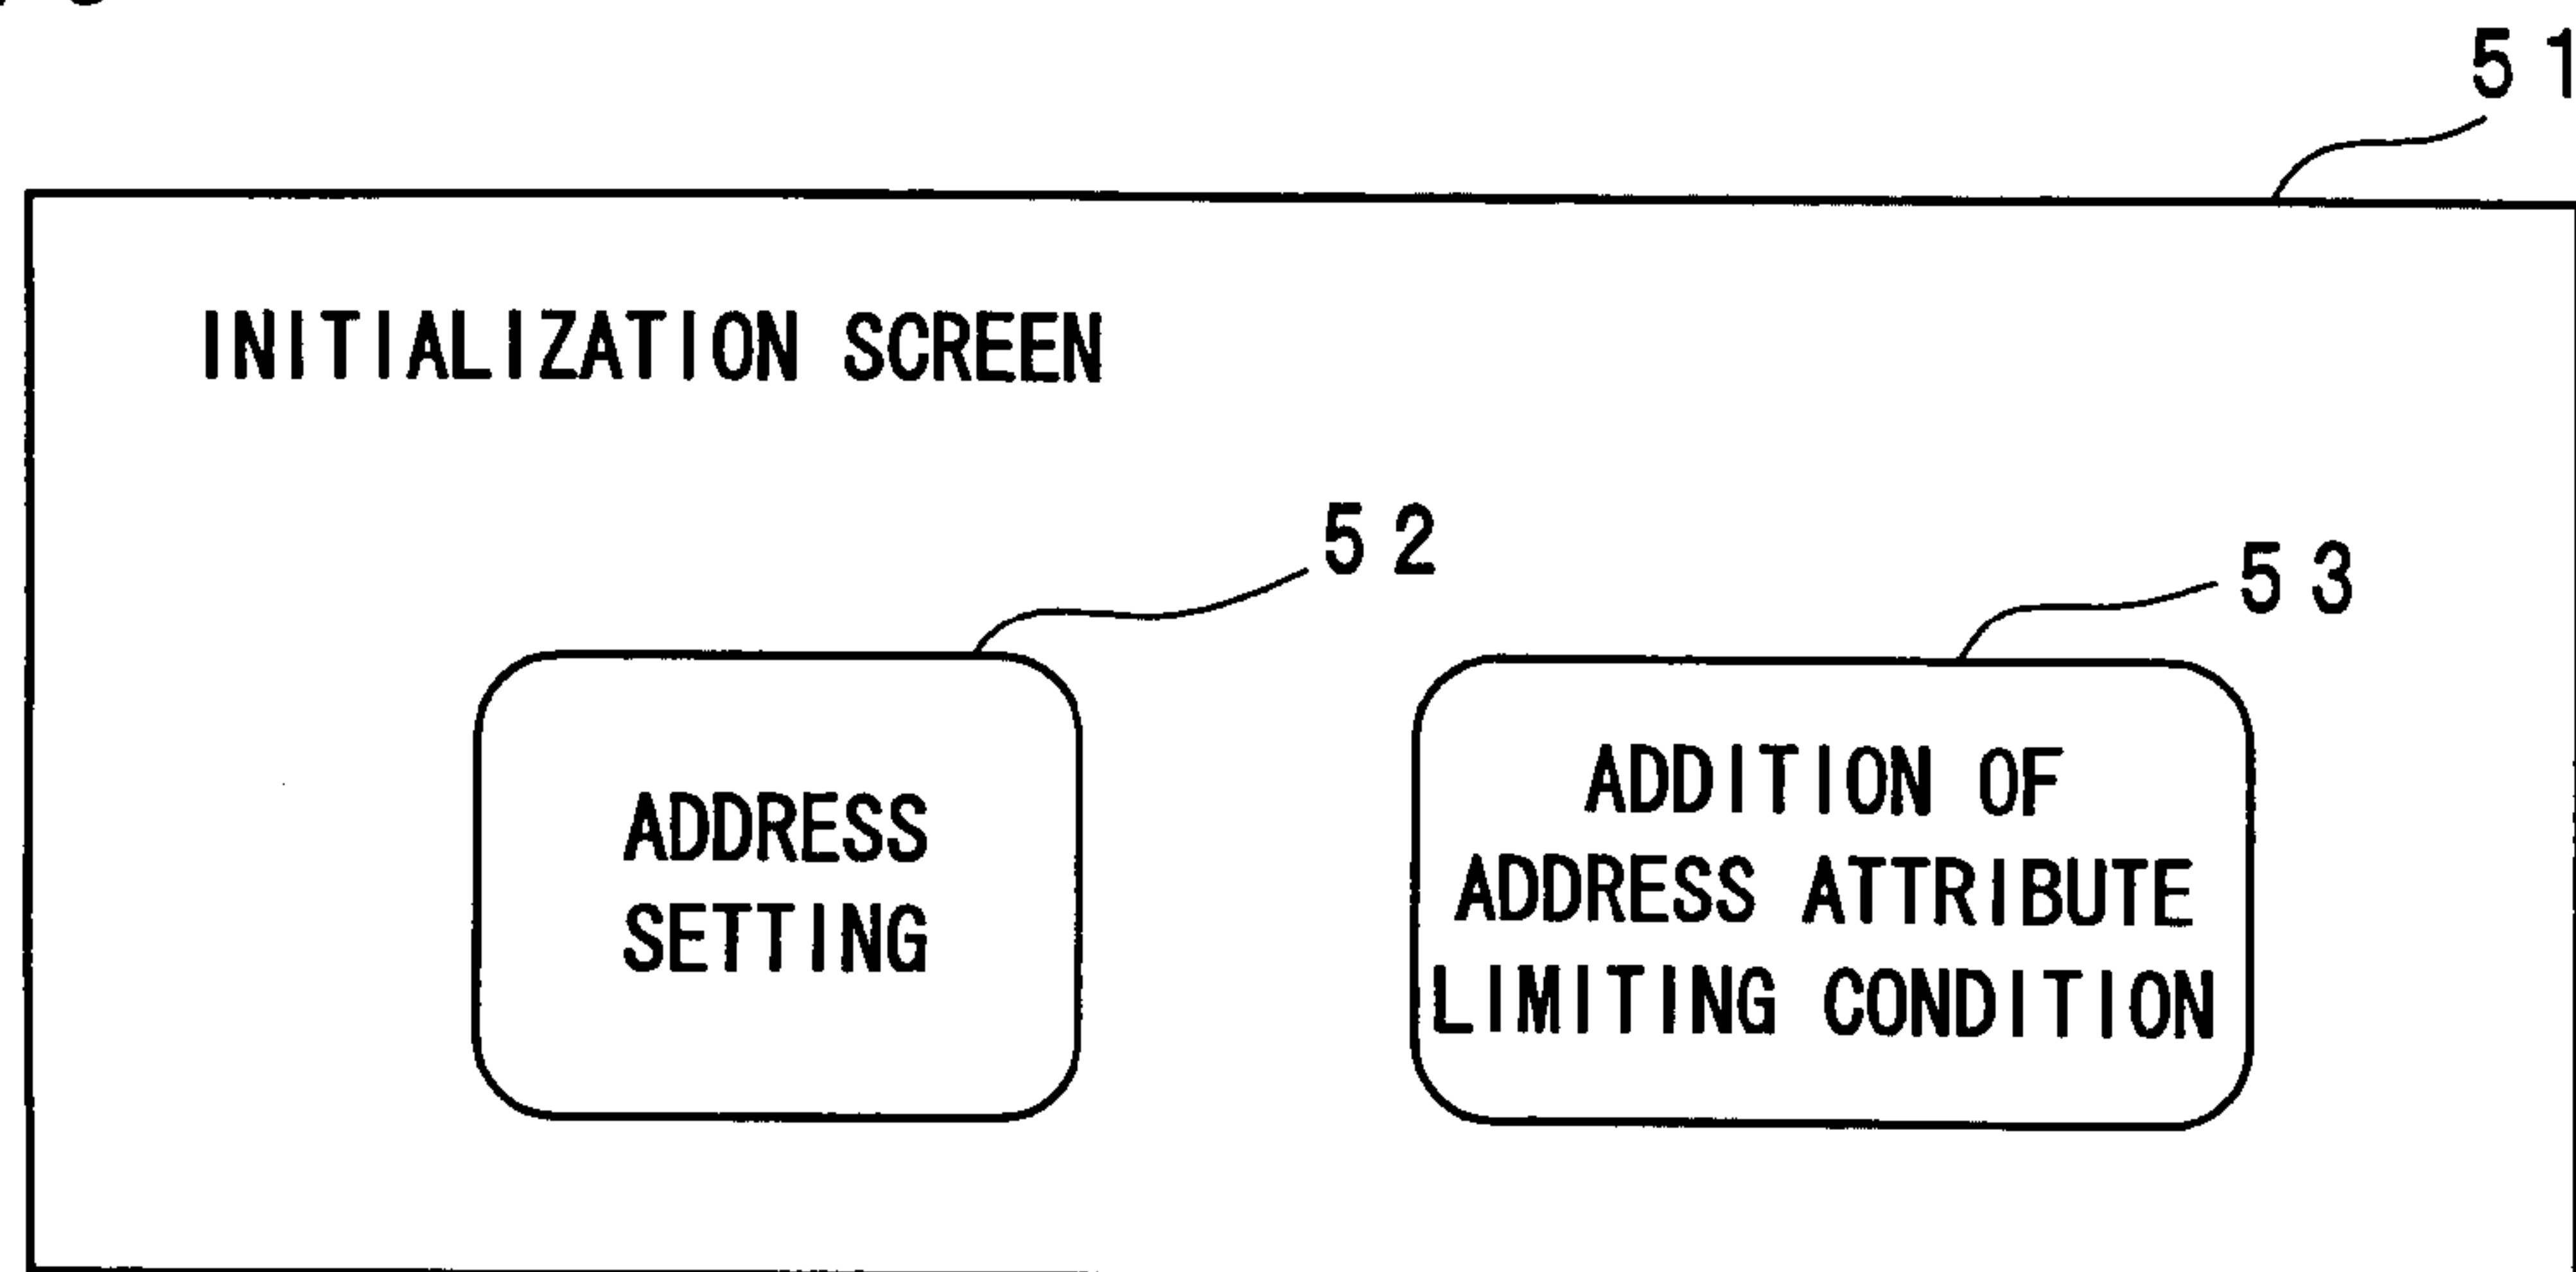 51
INITIALIZATION SCREEN
52
53
ADDRESS
SETTING
ADDITION OF
ADDRESS ATTRIBUTE
LIMITING CONDITION